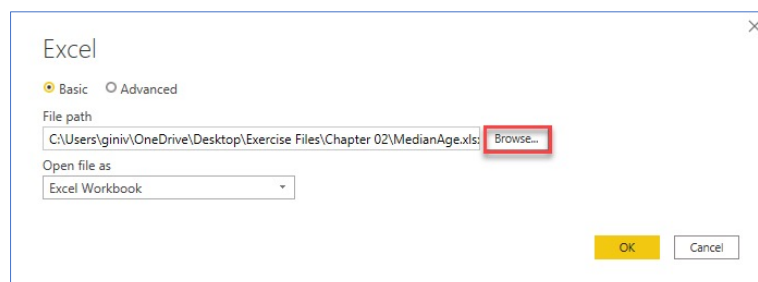 Excel
Basic Advanced
File path
C:\Users\giniv\OneDrive\Desktop\Exercise Files\Chapter 02\MedianAge.xls Browse...
Open file as
Excel Workbook
OK Cancel